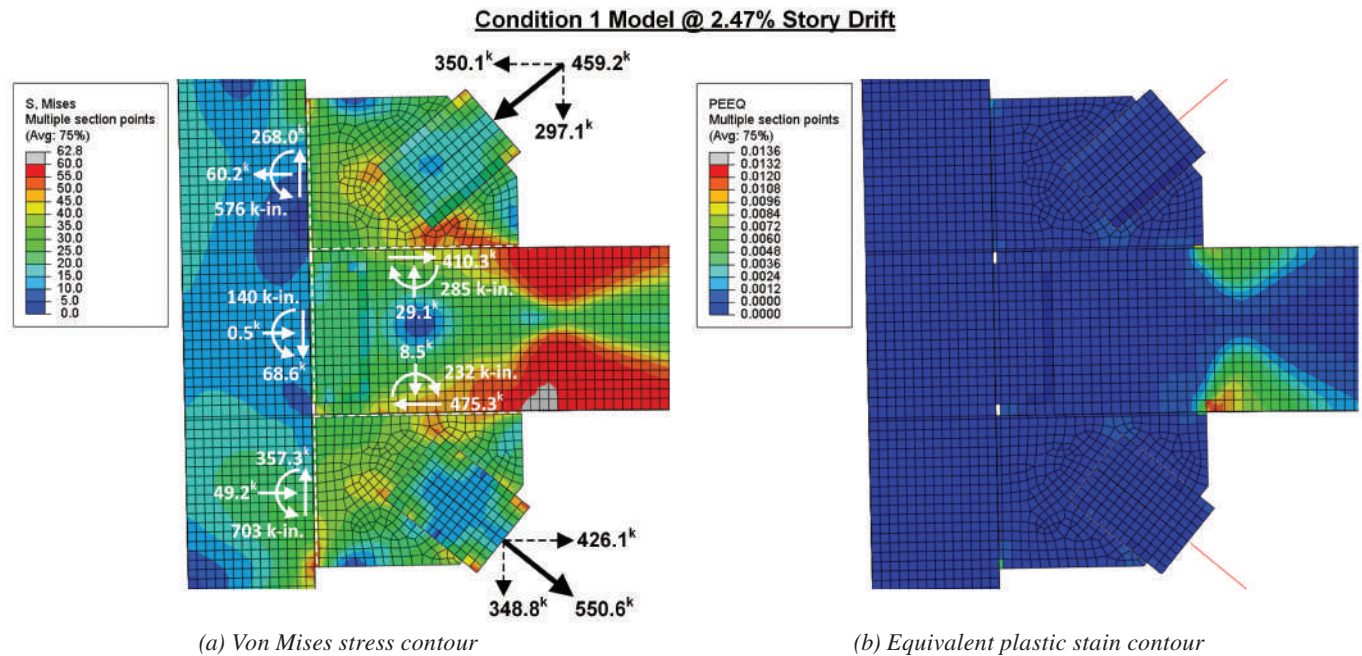 Condition 1 Model @ 2.47% Story Drift
S, Mises
Multiple section points
(Avg: 75%)
62.8
60.0
55.0
50.0
45.0
40.0
35.0
30.0
25.0
20.0
15.0
10.0
5.0
0.0
350.1ᵏ
459.2ᵏ
297.1ᵏ
268.0ᵏ
60.2ᵏ
576 k-in.
410.3ᵏ
285 k-in.
29.1ᵏ
140 k-in.
0.5ᵏ
68.6ᵏ
8.5ᵏ
232 k-in.
475.3ᵏ
357.3ᵏ
49.2ᵏ
703 k-in.
426.1ᵏ
348.8ᵏ
550.6ᵏ
(a) Von Mises stress contour
PEEQ
Multiple section points
(Avg: 75%)
0.0136
0.0132
0.0120
0.0108
0.0096
0.0084
0.0072
0.0060
0.0048
0.0036
0.0024
0.0012
0.0000
(b) Equivalent plastic stain contour